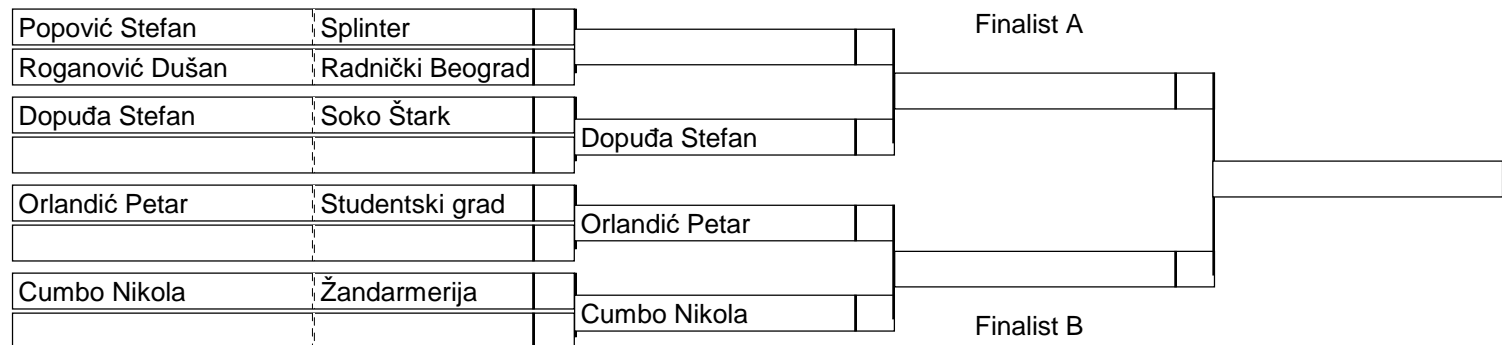 Popović Stefan Splinter
Finalist A
Roganović Dušan Radnički Beograd
Dopuđa Stefan Soko Štark
Dopuđa Stefan
Orlandić Petar Studentski grad
Orlandić Petar
Cumbo Nikola Žandarmerija
Cumbo Nikola
Finalist B